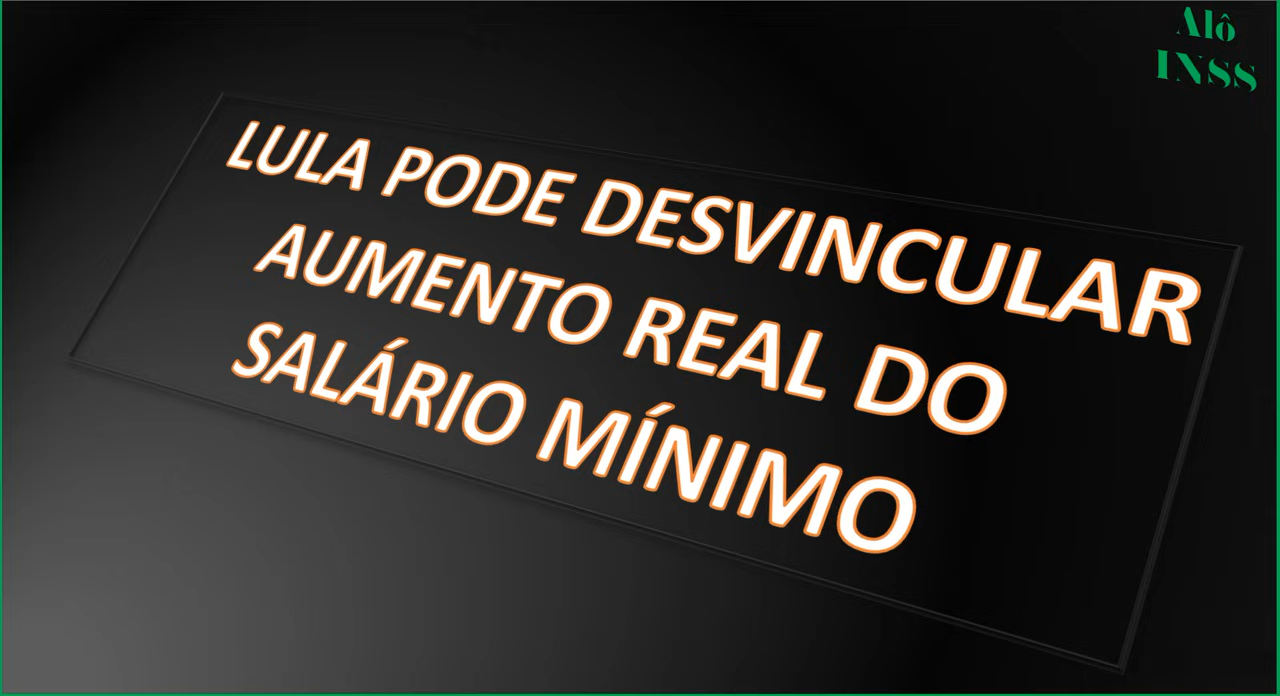 Alô
INSS
LULA PODE DESVINCULAR
AUMENTO REAL DO
SALÁRIO MÍNIMO